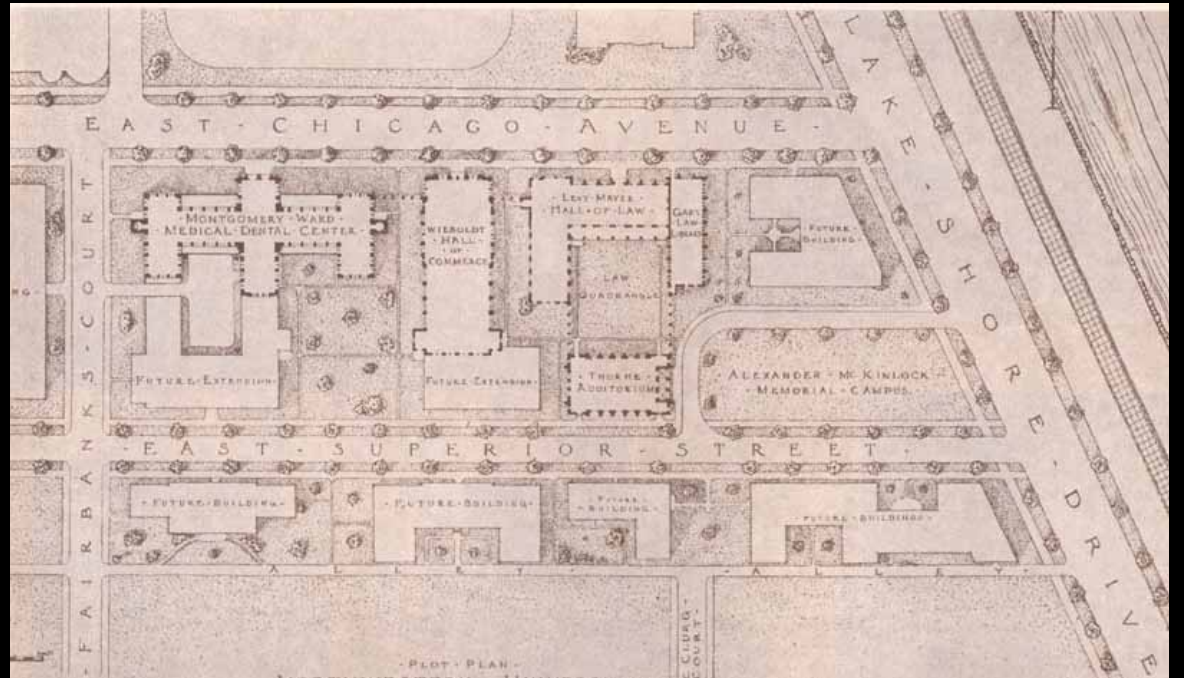 EAST · CHICAGO · AVENUE ·
LAKE · SHORE · DRIVE
· FAIRBANKS · COURT ·
MONTGOMERY · WARD ·
MEDICAL · DENTAL · CENTER ·
WIEBOLDT
· HALL ·
OF
· COMMERCE ·
LEVY · MAYER ·
· HALL · OF · LAW ·
GARY
LAW
LIBRARY
· FUTURE ·
BUILDING ·
LAW
QUADRANGLE
· FUTURE · EXTENSION ·
FUTURE · EXTENSION ·
· THORNE ·
AUDITORIUM
ALEXANDER · MCKINLOCK ·
· MEMORIAL · CAMPUS ·
· EAST · SUPERIOR · STREET ·
· FUTURE · BUILDING ·
· FUTURE · BUILDING ·
· FUTURE
· BUILDING ·
· FUTURE · BUILDINGS ·
· ALLEY ·
· ALLEY ·
CLURG
COURT ·
· PLOT · PLAN ·